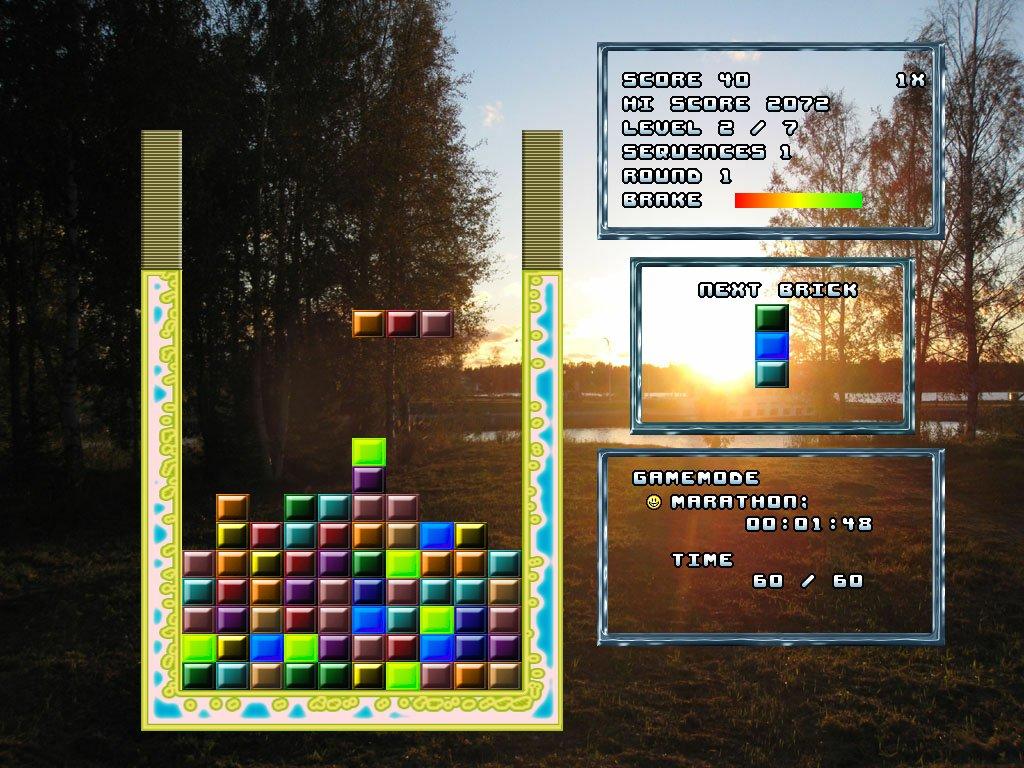 SCORE 40 1X
HI SCORE 2072
LEVEL 2 / 7
SEQUENCES 1
ROUND 1
BRAKE
NEXT BRICK
GAMEMODE
MARATHON:
00:01:48
TIME
60 / 60